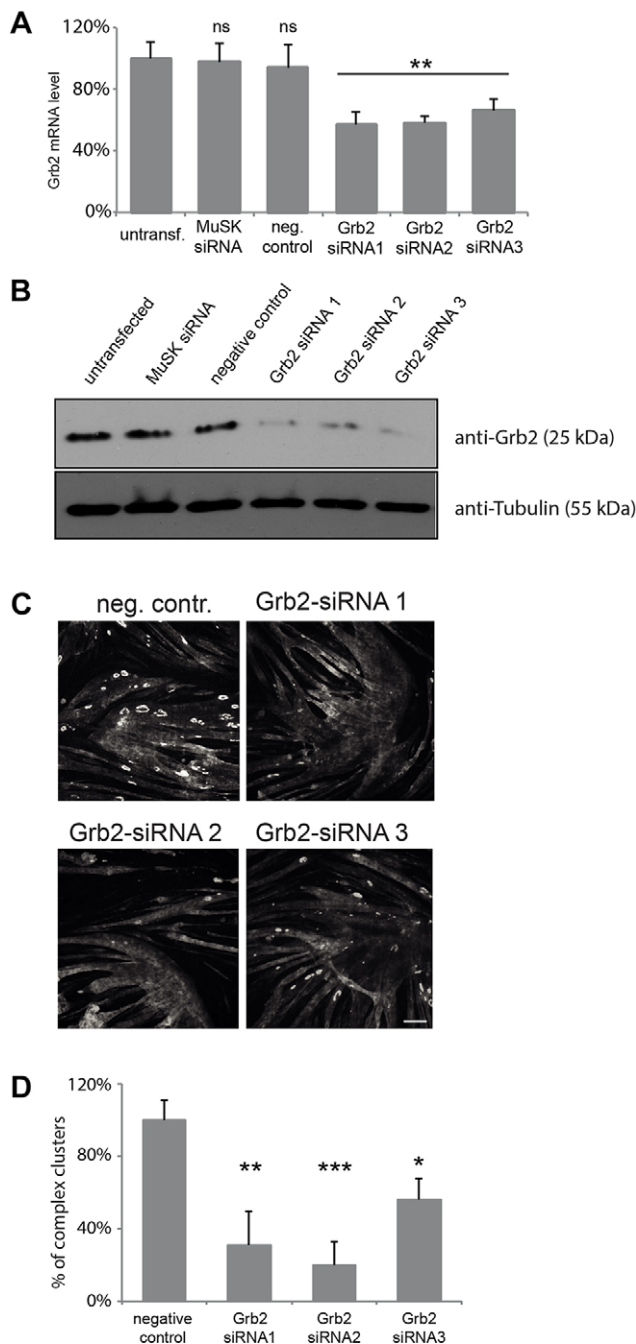 A
120%
80%
40%
0%
Grb2 mRNA level
ns
ns
**
untransf.
MuSK
siRNA
neg.
control
Grb2
siRNA1
Grb2
siRNA2
Grb2
siRNA3
B
untransfected
MuSK siRNA
negative control
Grb2 siRNA 1
Grb2 siRNA 2
Grb2 siRNA 3
anti-Grb2 (25 kDa)
anti-Tubulin (55 kDa)
C
neg. contr.
Grb2-siRNA 1
Grb2-siRNA 2
Grb2-siRNA 3
D
120%
80%
40%
0%
% of complex clusters
**
***
*
negative
control
Grb2
siRNA1
Grb2
siRNA2
Grb2
siRNA3